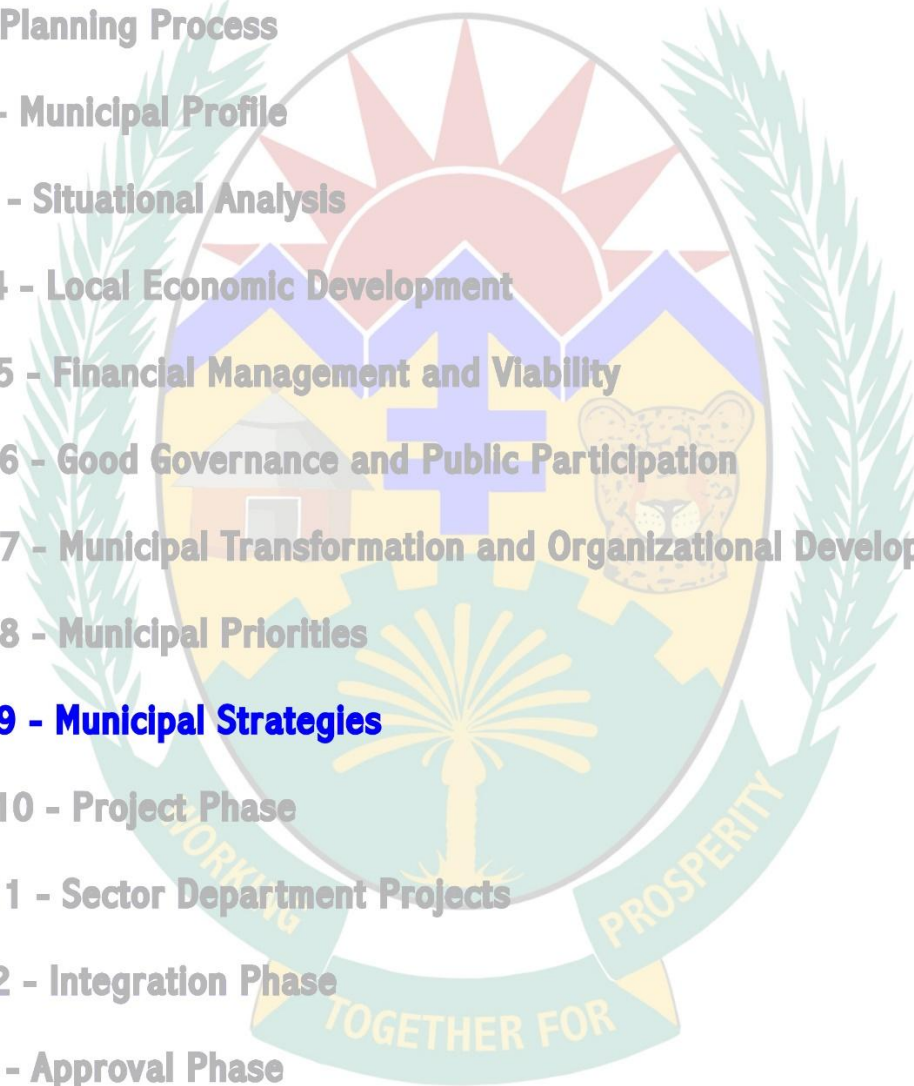 Planning Process
- Municipal Profile
- Situational Analysis
4 - Local Economic Development
5 - Financial Management and Viability
6 - Good Governance and Public Participation
7 - Municipal Transformation and Organizational Develop
8 - Municipal Priorities
9 - Municipal Strategies
10 - Project Phase
1 - Sector Department Projects
2 - Integration Phase
- Approval Phase
WORKING TOGETHER FOR PROSPERITY